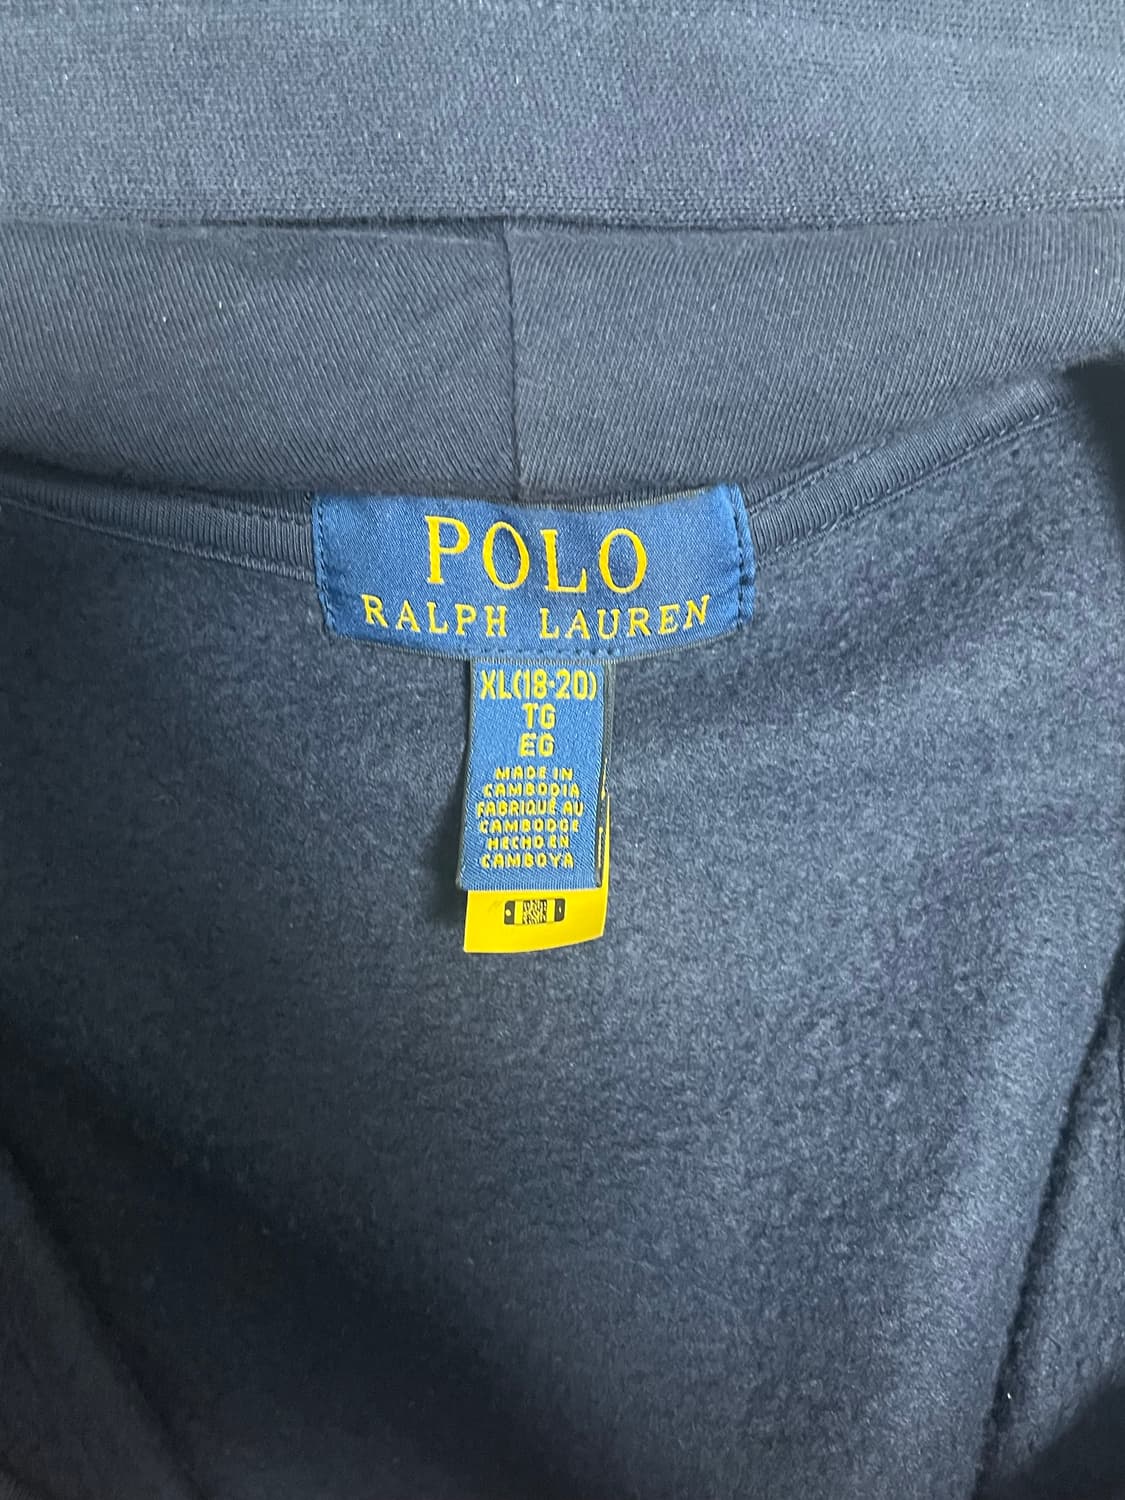 POLO
RALPH LAUREN
XL(18-20)
TG
EG
MADE IN
CAMBODIA
FABRIQUÉ AU
CAMBODGE
HECHO EN
CAMBOYA